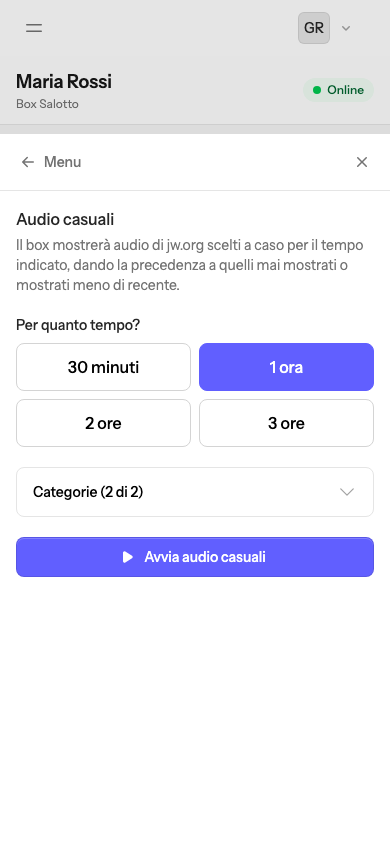 GR
Maria Rossi
Box Salotto
Online
Menu
Audio casuali
Il box mostrerà audio di jw.org scelti a caso per il tempo
indicato, dando la precedenza a quelli mai mostrati o
mostrati meno di recente.
Per quanto tempo?
30 minuti
1 ora
2 ore
3 ore
Categorie (2 di 2)
Avvia audio casuali